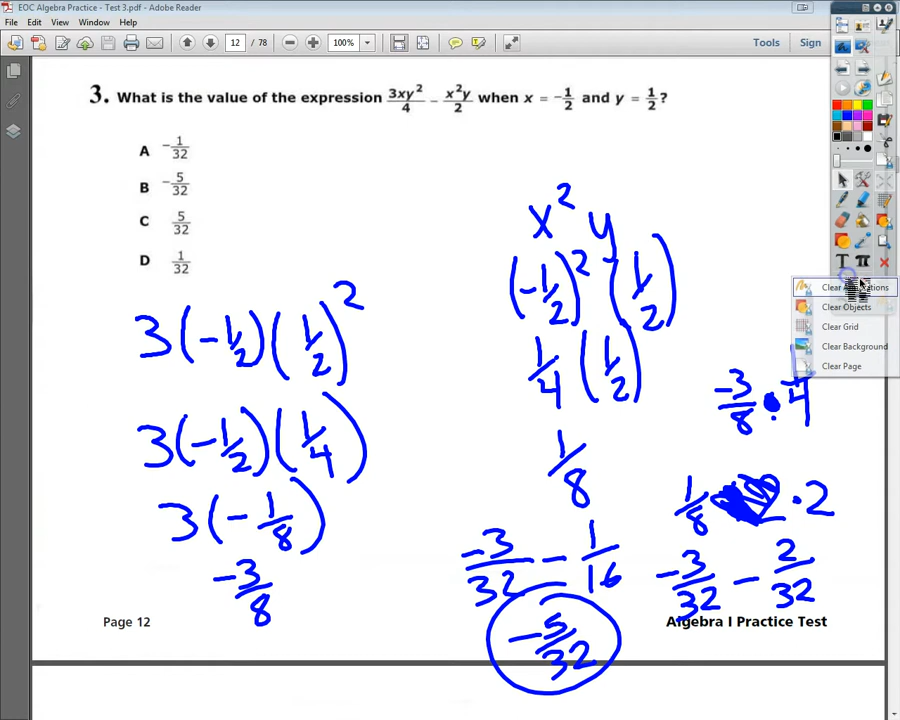 EOC Algebra Practice - Test 3.pdf - Adobe Reader
File Edit View Window Help
12 / 78 100% Tools Sign
3. What is the value of the expression 3xy²/4 − x²y/2 when x = −1/2 and y = 1/2?
A −1/32
B −5/32
C 5/32
D 1/32
T π
Clear Annotations
Clear Objects
Clear Grid
Clear Background
Clear Page
3(−1/2)(1/2)²
3(−1/2)(1/4)
3(−1/8)
−3/8
x² y
(−1/2)² (1/2)
1/4 (1/2)
1/8
−3/32 − 1/16
−5/32
−3/8 · 1/4
1/8 · 2
−3/32 − 2/32
Page 12
Algebra I Practice Test